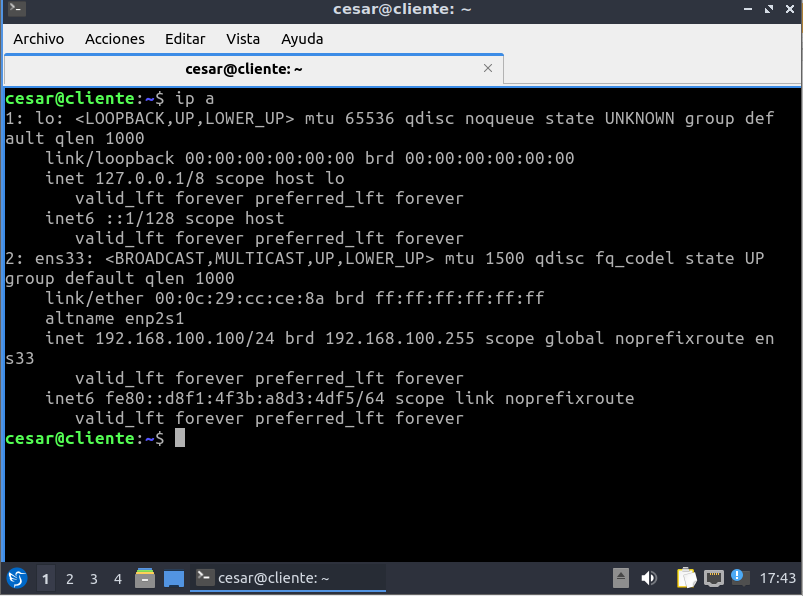 cesar@cliente: ~
Archivo Acciones Editar Vista Ayuda
cesar@cliente: ~
cesar@cliente:~$ ip a
1: lo: <LOOPBACK,UP,LOWER_UP> mtu 65536 qdisc noqueue state UNKNOWN group def
ault qlen 1000
    link/loopback 00:00:00:00:00:00 brd 00:00:00:00:00:00
    inet 127.0.0.1/8 scope host lo
       valid_lft forever preferred_lft forever
    inet6 ::1/128 scope host
       valid_lft forever preferred_lft forever
2: ens33: <BROADCAST,MULTICAST,UP,LOWER_UP> mtu 1500 qdisc fq_codel state UP
group default qlen 1000
    link/ether 00:0c:29:cc:ce:8a brd ff:ff:ff:ff:ff:ff
    altname enp2s1
    inet 192.168.100.100/24 brd 192.168.100.255 scope global noprefixroute en
s33
       valid_lft forever preferred_lft forever
    inet6 fe80::d8f1:4f3b:a8d3:4df5/64 scope link noprefixroute
       valid_lft forever preferred_lft forever
cesar@cliente:~$
1 2 3 4 cesar@cliente: ~ 17:43